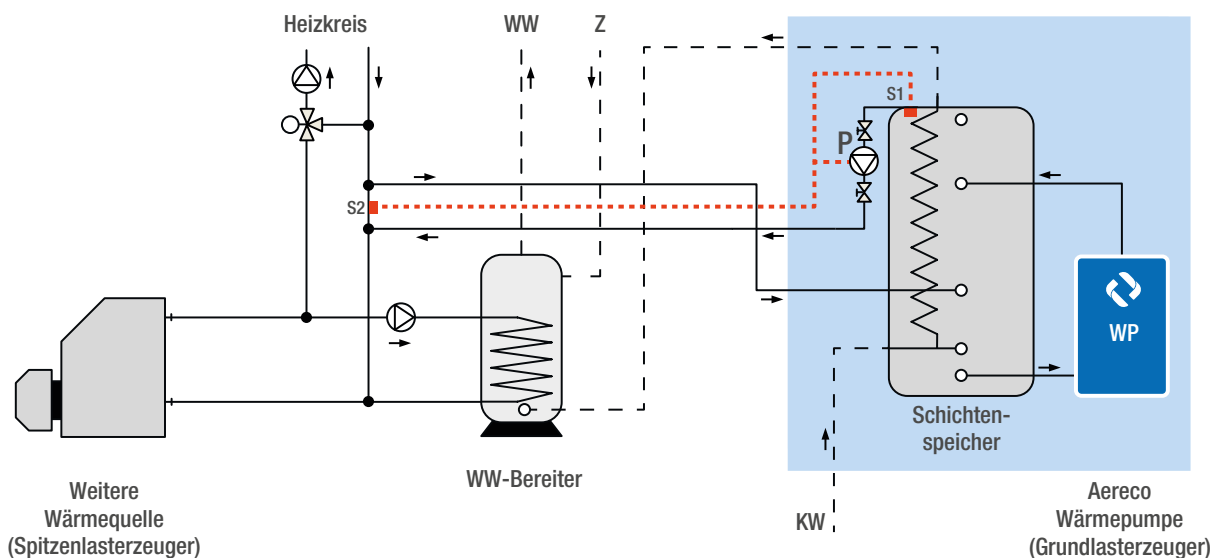 Heizkreis
WW
Z
S1
P
S2
WP
Schichten-
speicher
WW-Bereiter
KW
Weitere
Wärmequelle
(Spitzenlasterzeuger)
Aereco
Wärmepumpe
(Grundlasterzeuger)